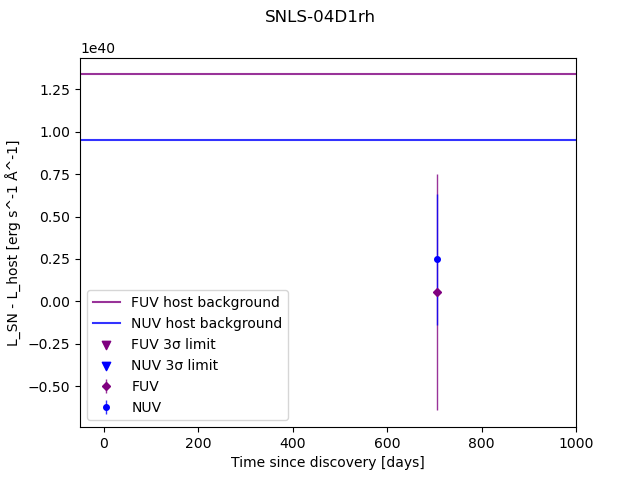 SNLS-04D1rh
1e40
1.25
1.00
0.75
0.50
0.25
0.00
−0.25
−0.50
L_SN - L_host [erg s^-1 Å^-1]
FUV host background
NUV host background
FUV 3σ limit
NUV 3σ limit
FUV
NUV
0 200 400 600 800 1000
Time since discovery [days]